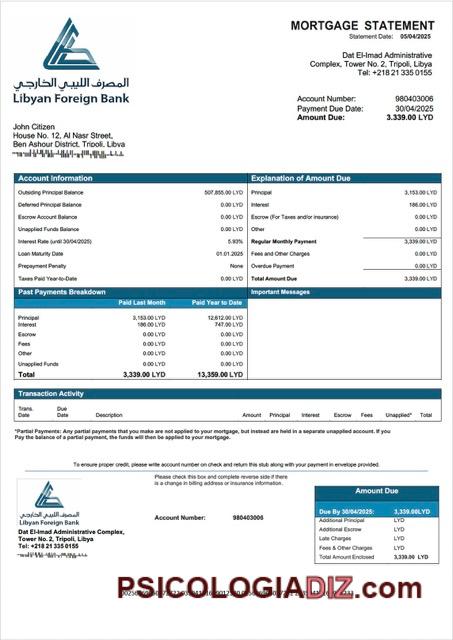 MORTGAGE STATEMENT
Statement Date: 05/04/2025
المصرف الليبي الخارجي
Libyan Foreign Bank
Dat El-Imad Administrative
Complex, Tower No. 2, Tripoli, Libya
Tel: +218 21 335 0155
Account Number: 980403006
Payment Due Date: 30/04/2025
Amount Due: 3.339.00 LYD
John Citizen
House No. 12, Al Nasr Street,
Ben Ashour District, Tripoli, Libya
Account Information
Outsiding Principal Balance 507,855.00 LYD
Deferred Principal Balance 0.00 LYD
Escrow Account Balance 0.00 LYD
Unapplied Funds Balance 0.00 LYD
Interest Rate (until 30/04/2025) 5.93%
Loan Maturity Date 01.01.2025
Prepayment Penalty None
Taxes Paid Year-to-Date 0.00 LYD
Explanation of Amount Due
Principal 3,153.00 LYD
Interest 186.00 LYD
Escrow (For Taxes and/or insurance) 0.00 LYD
Other 0.00 LYD
Regular Monthly Payment 3,339.00 LYD
Fees and Other Charges 0.00 LYD
Overdue Payment 0.00 LYD
Total Amount Due 3,339.00 LYD
Past Payments Breakdown
Paid Last Month Paid Year to Date
Principal 3,153.00 LYD 12,612.00 LYD
Interest 186.00 LYD 747.00 LYD
Escrow 0.00 LYD 0.00 LYD
Fees 0.00 LYD 0.00 LYD
Other 0.00 LYD 0.00 LYD
Unapplied Funds 0.00 LYD 0.00 LYD
Total 3,339.00 LYD 13,359.00 LYD
Important Messages
Transaction Activity
Trans. Date Due Date Description Amount Principal Interest Escrow Fees Unapplied* Total
*Partial Payments: Any partial payments that you make are not applied to your mortgage, but instead are held in a separate unapplied account. If you
Pay the balance of a partial payment, the funds will then be applied to your mortgage.
To ensure proper credit, please write account number on check and return this stub along with your payment in envelope provided.
المصرف الليبي الخارجي
Libyan Foreign Bank
Dat El-Imad Administrative Complex,
Tower No. 2, Tripoli, Libya
Tel: +218 21 335 0155
Please check this box and complete reverse side if there
is a change in billing address or insurance information.
Account Number: 980403006
Amount Due
Due By 30/04/2025: 3,339.00LYD
Additional Principal LYD
Additional Escrow LYD
Late Charges LYD
Fees & Other Charges LYD
Total Amount Enclosed 3,339.00 LYD
PSICOLOGIADIZ.com